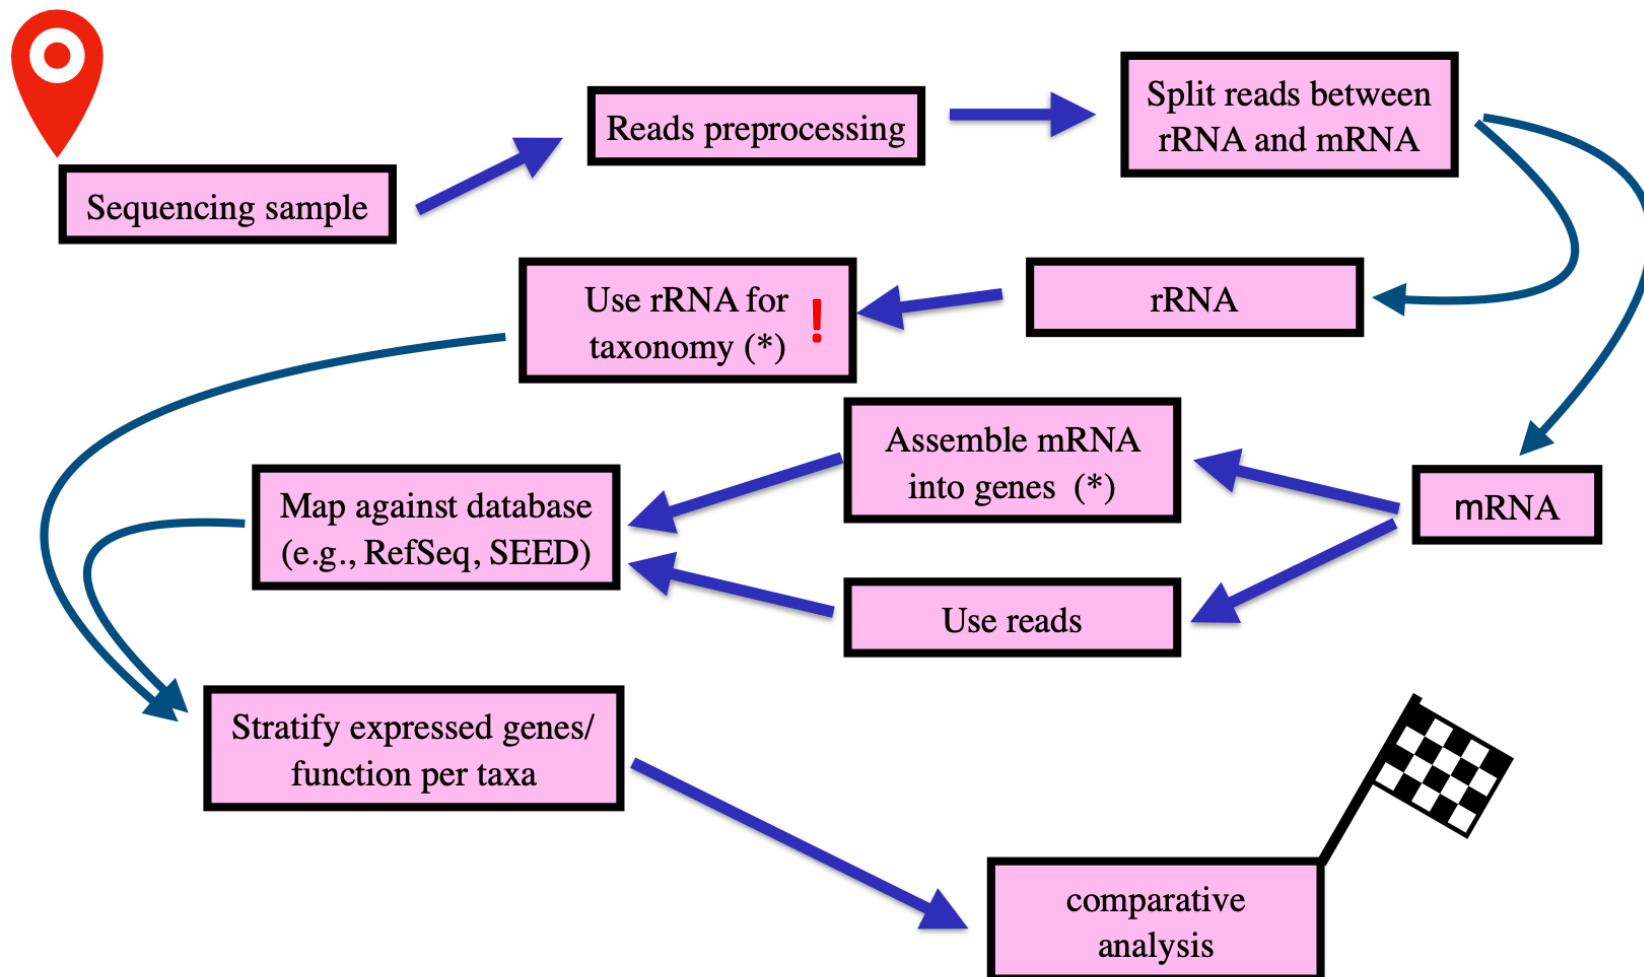 Sequencing sample
Reads preprocessing
Split reads between
rRNA and mRNA
rRNA
Use rRNA for
taxonomy (*) !
mRNA
Assemble mRNA
into genes (*)
Use reads
Map against database
(e.g., RefSeq, SEED)
Stratify expressed genes/
function per taxa
comparative
analysis